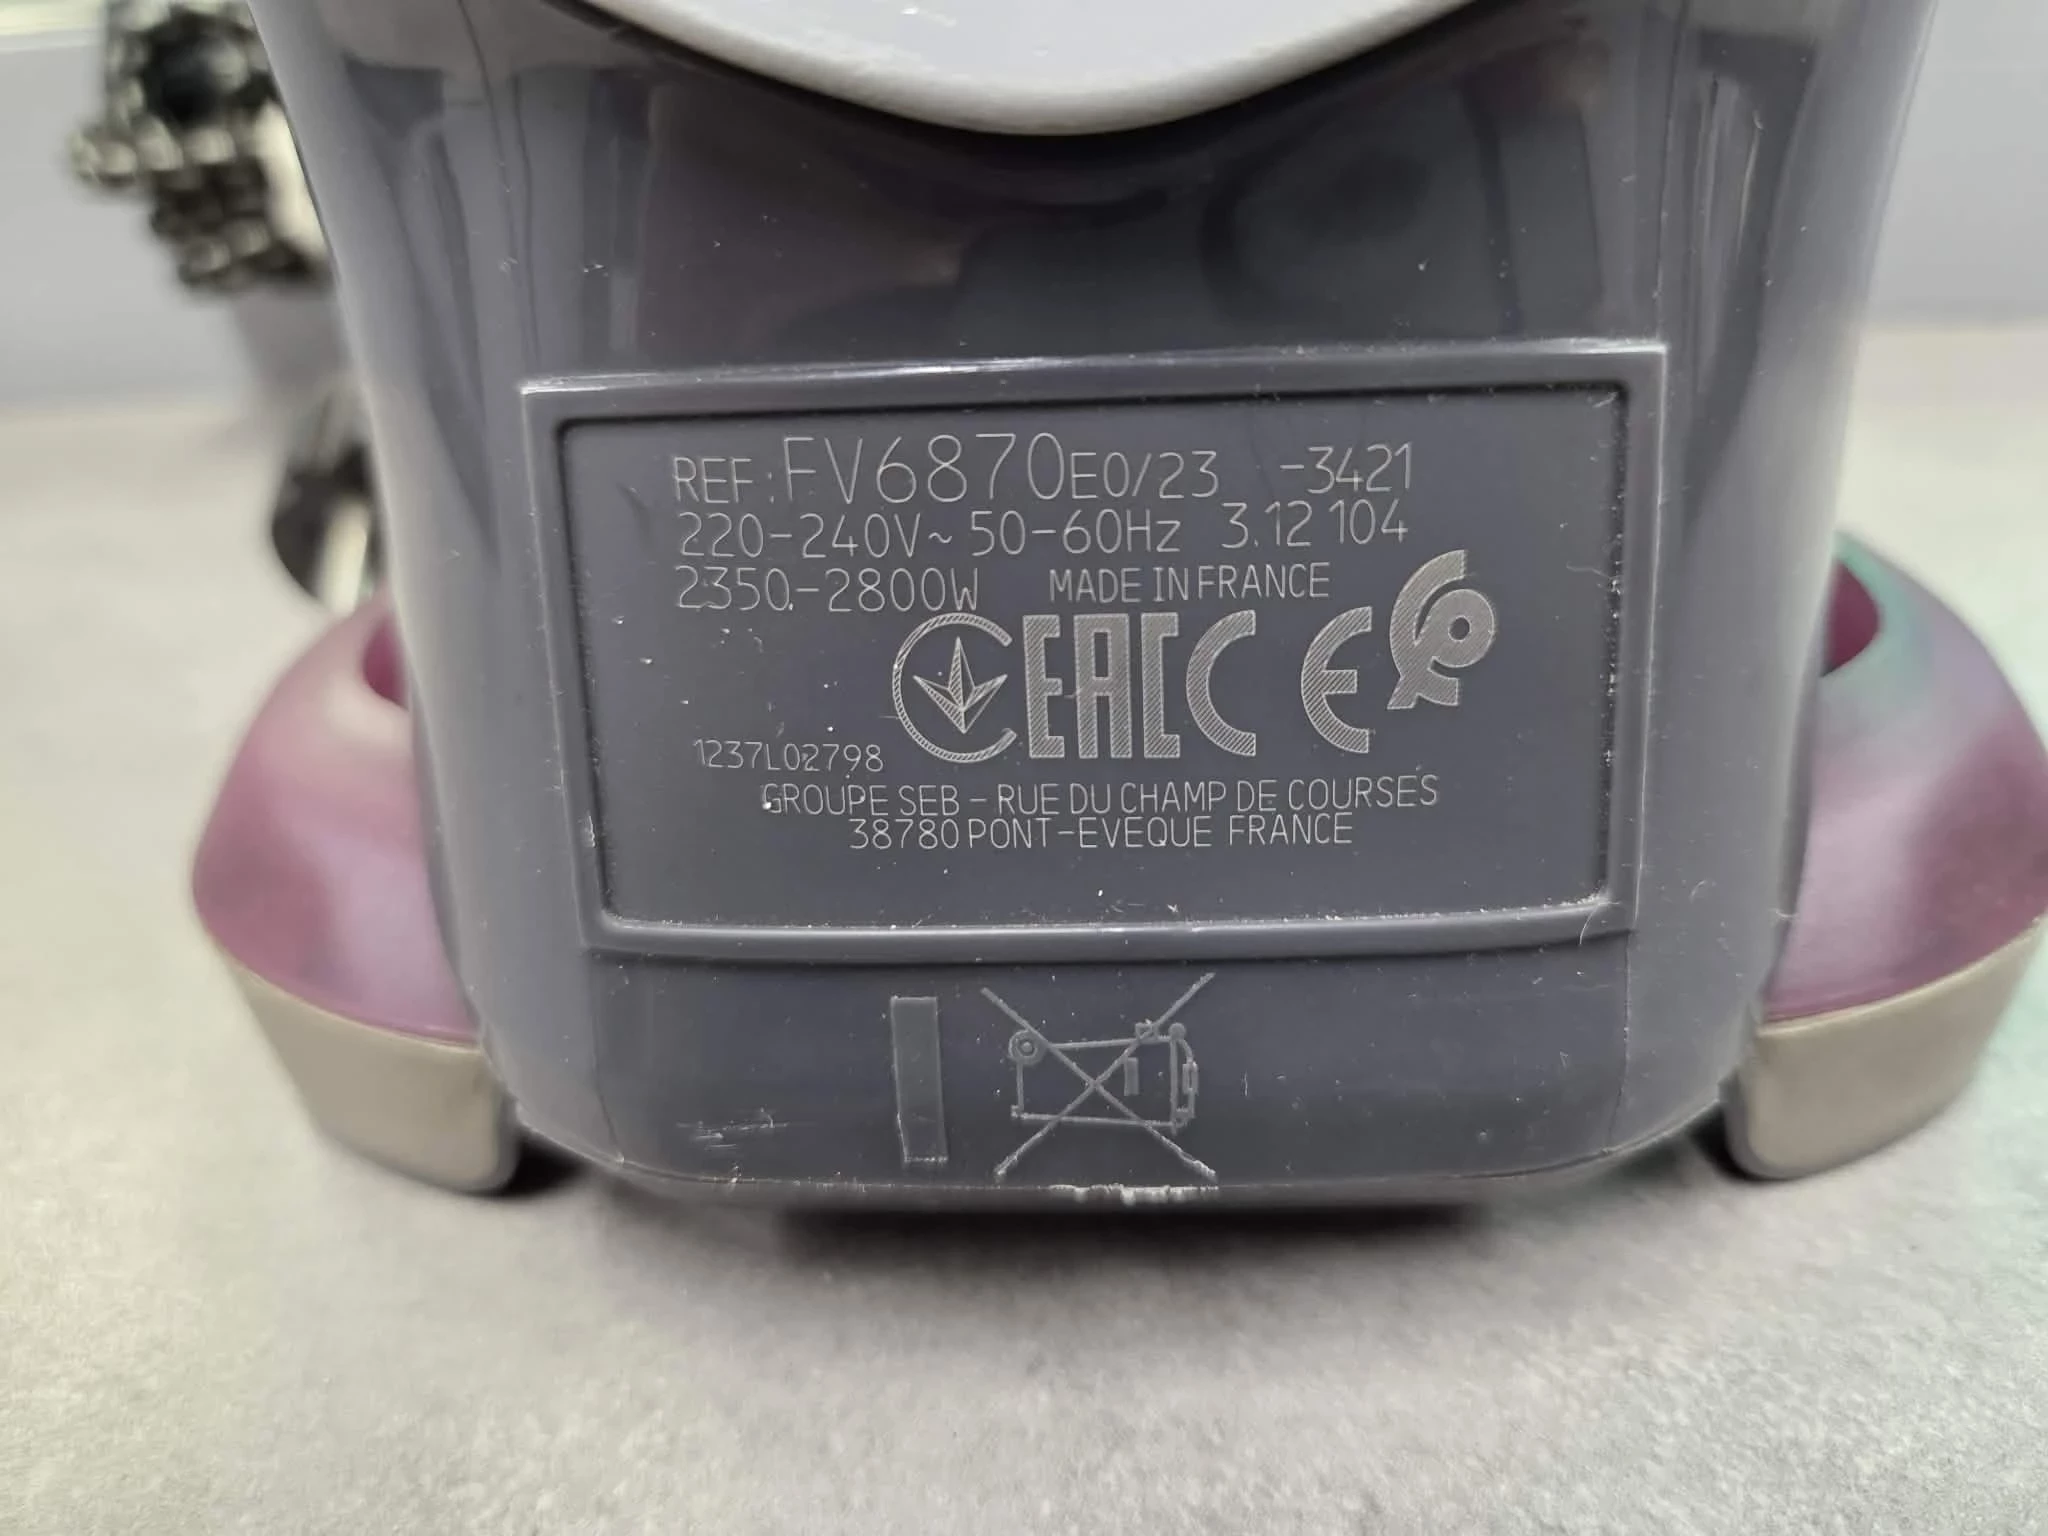 REF: FV6870E0/23 -3421
220-240V~ 50-60Hz 3.12 104
2350-2800W MADE IN FRANCE
EAC CE
1237L02798
GROUPE SEB - RUE DU CHAMP DE COURSES
38780 PONT-EVEQUE FRANCE